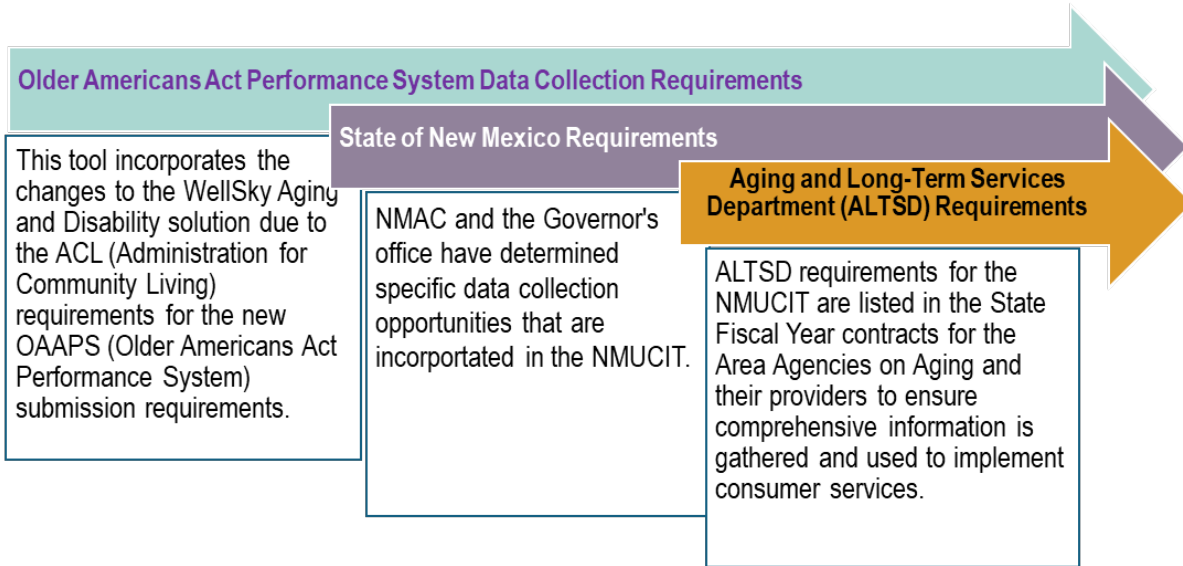 Older Americans Act Performance System Data Collection Requirements
This tool incorporates the
changes to the WellSky Aging
and Disability solution due to
the ACL (Administration for
Community Living)
requirements for the new
OAAPS (Older Americans Act
Performance System)
submission requirements.
State of New Mexico Requirements
NMAC and the Governor's
office have determined
specific data collection
opportunities that are
incorportated in the NMUCIT.
Aging and Long-Term Services
Department (ALTSD) Requirements
ALTSD requirements for the
NMUCIT are listed in the State
Fiscal Year contracts for the
Area Agencies on Aging and
their providers to ensure
comprehensive information is
gathered and used to implement
consumer services.